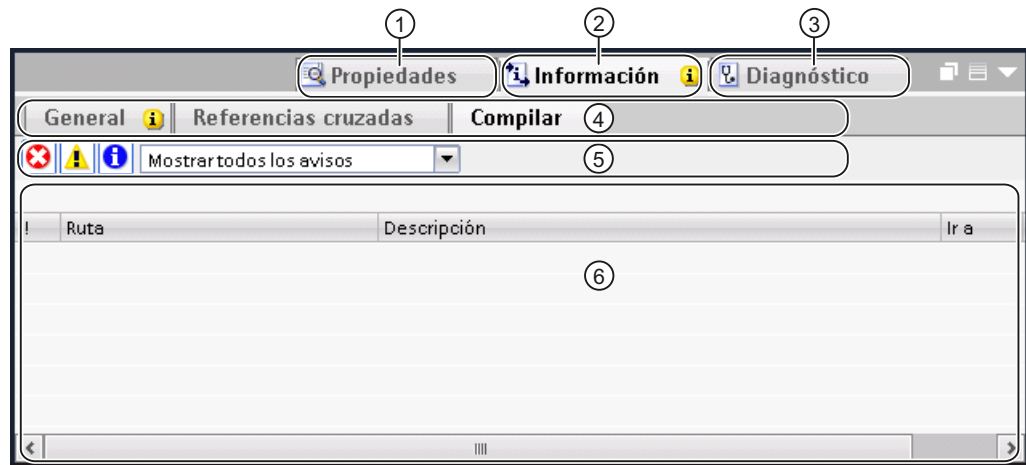 1 2 3
Propiedades Información Diagnóstico
General Referencias cruzadas Compilar 4
Mostrar todos los avisos 5
! Ruta Descripción Ir a
6